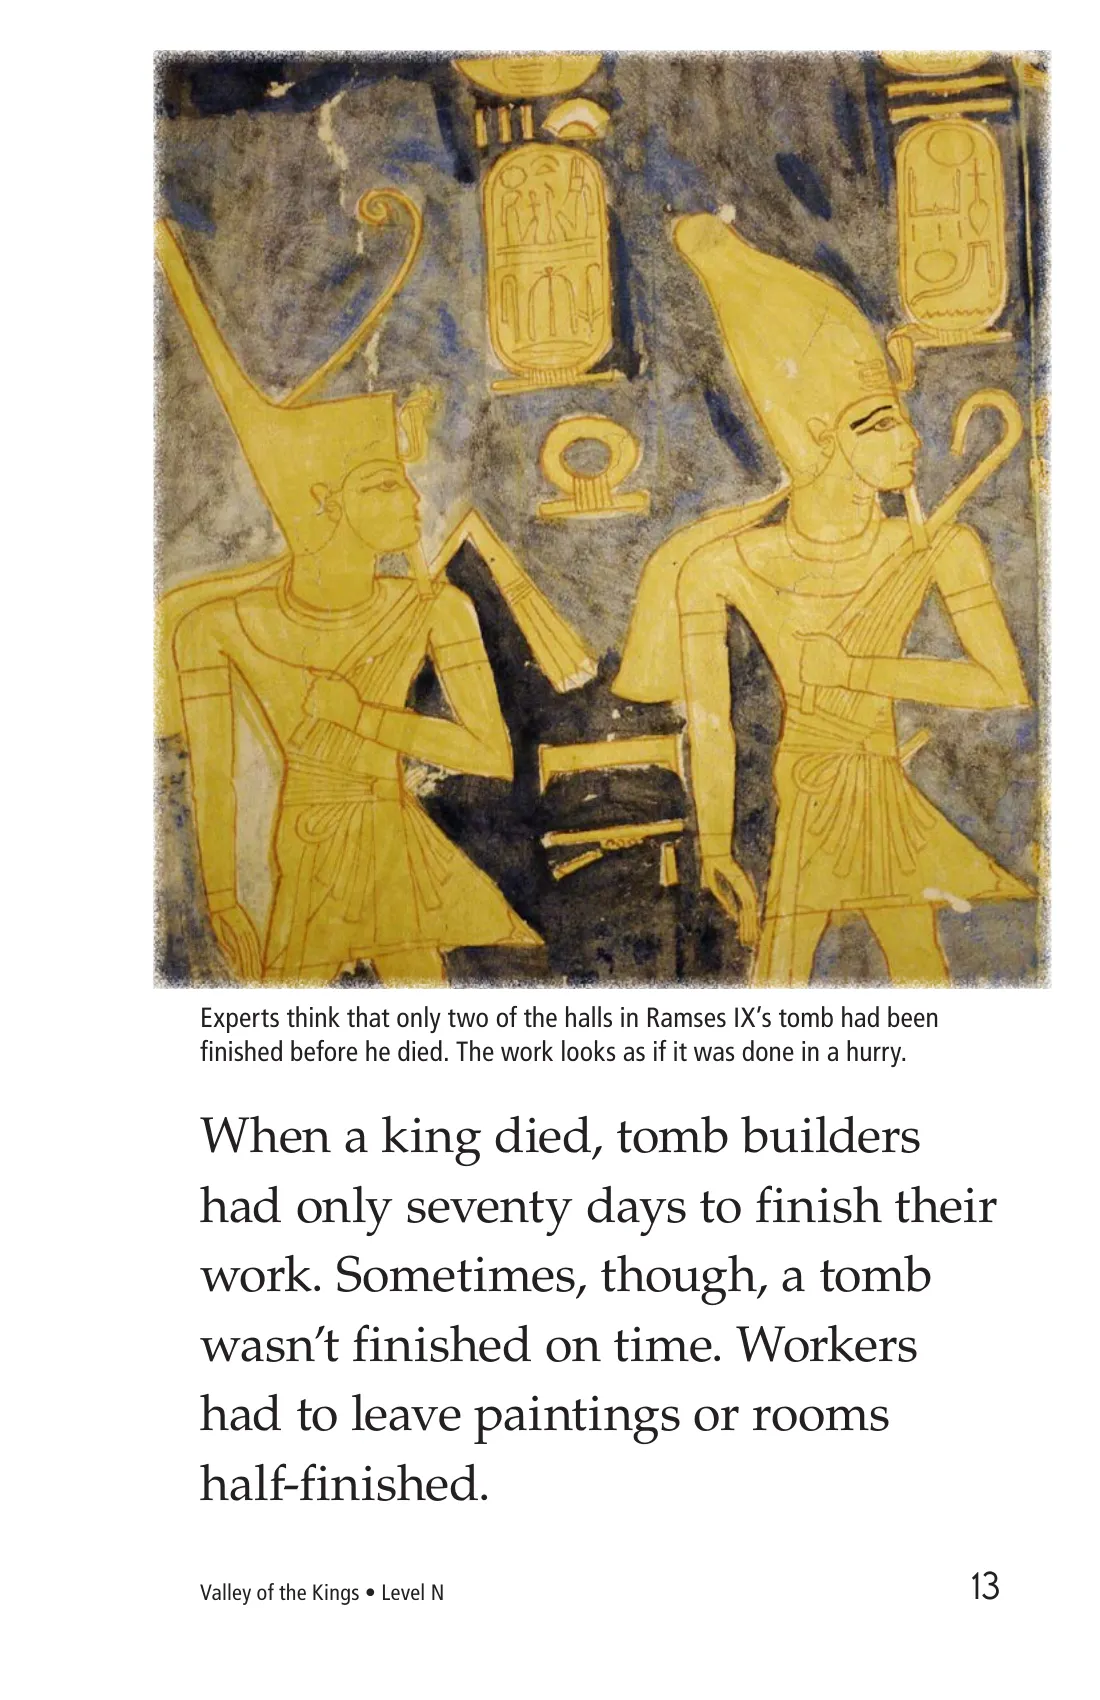 Experts think that only two of the halls in Ramses IX’s tomb had been
finished before he died. The work looks as if it was done in a hurry.
When a king died, tomb builders
had only seventy days to finish their
work. Sometimes, though, a tomb
wasn’t finished on time. Workers
had to leave paintings or rooms
half-finished.
Valley of the Kings • Level N 13